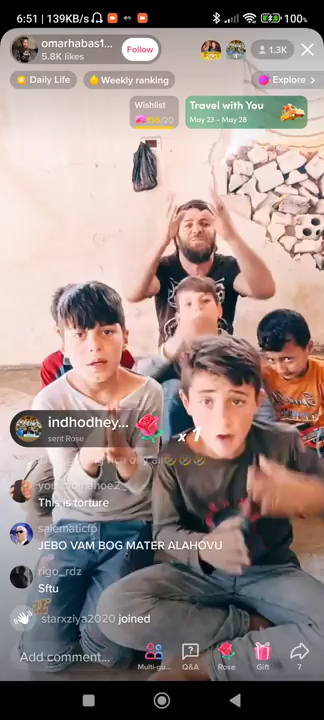 6:51 | 139KB/s
100%
omarhabas1...
5.8K likes
Follow
1.3K
Daily Life
Weekly ranking
Explore >
Wishlist
/20
Travel with You
May 23 – May 28
indhodhey...
sent Rose
x 1
This is torture
JEBO VAM BOG MATER ALAHOVU
rigo_rdz
Sftu
starxziya2020 joined
Add comment...
Multi-gu...
Q&A
Rose
Gift
7